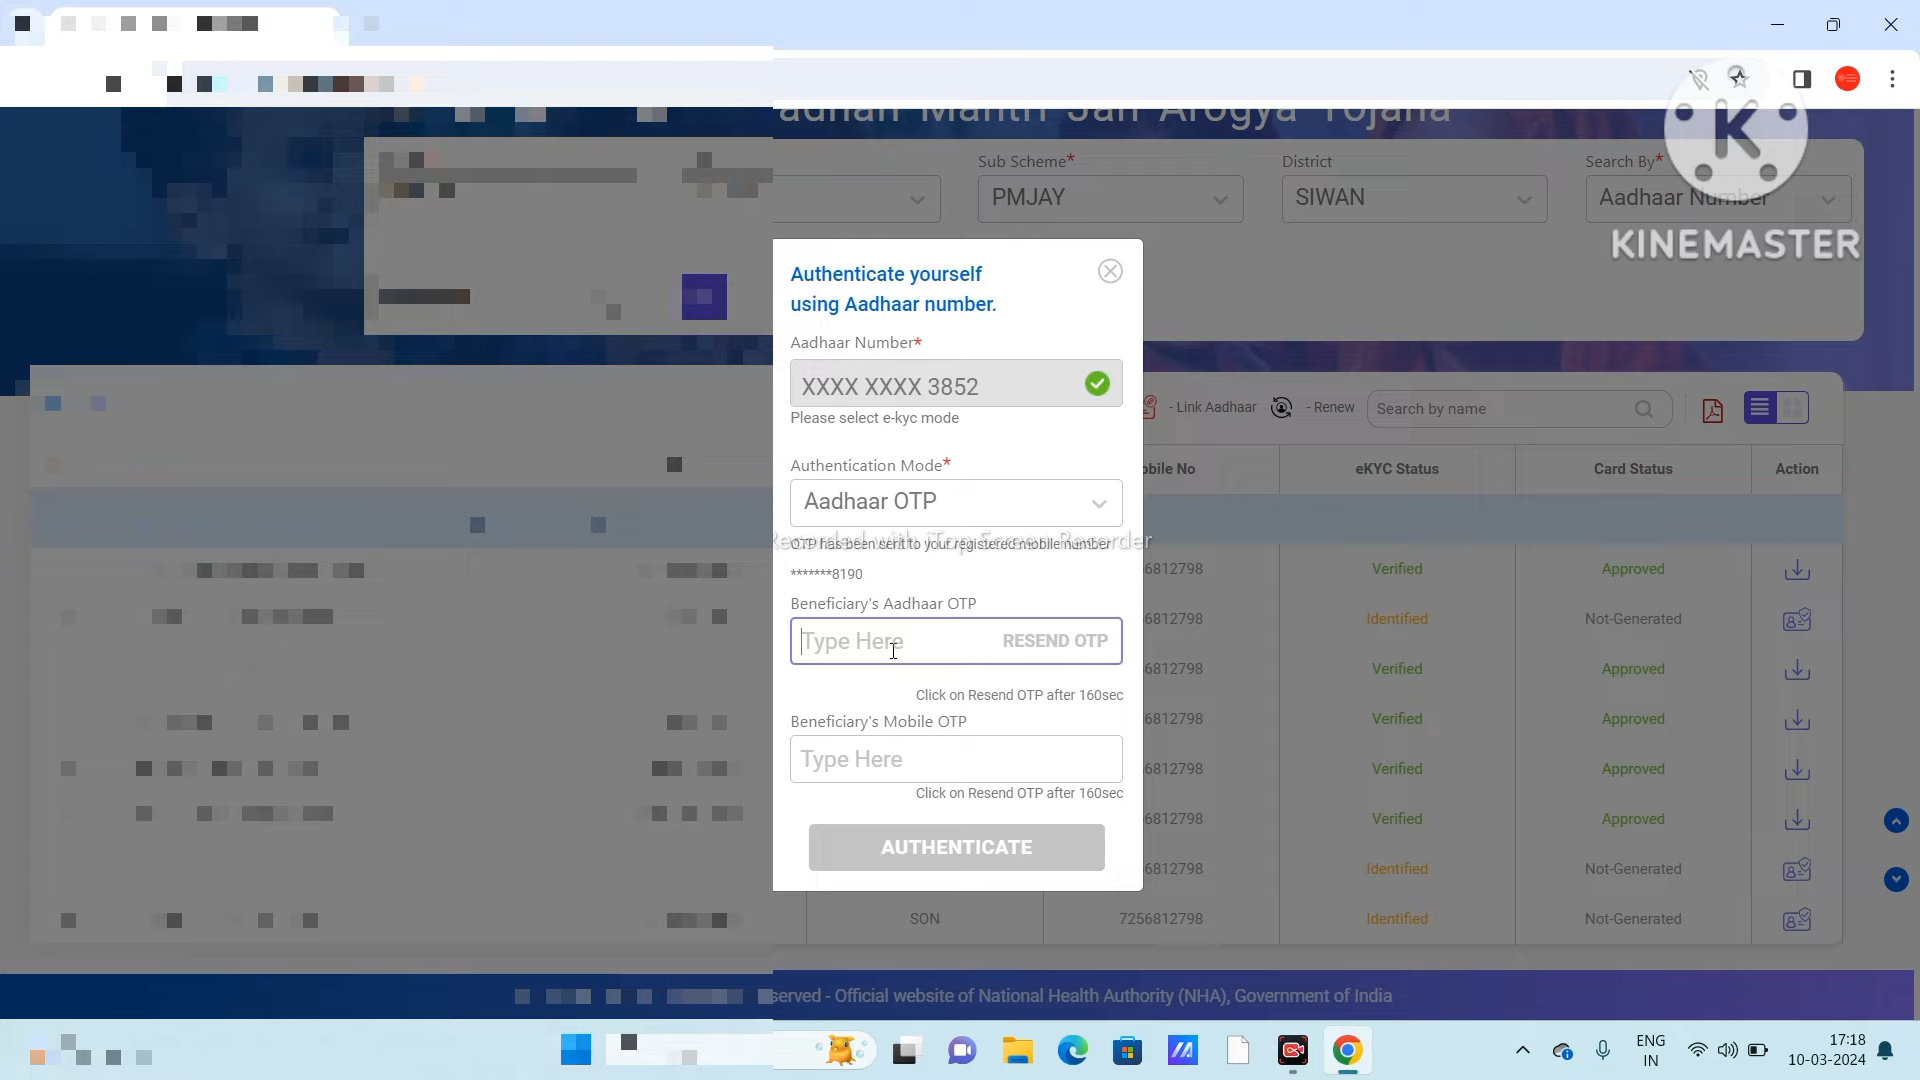 adhan Mantri Jan Arogya Yojana
Sub Scheme*
District
Search By*
PMJAY
SIWAN
Aadhaar Number
KINEMASTER
Authenticate yourself
using Aadhaar number.
Aadhaar Number*
XXXX XXXX 3852
Please select e-kyc mode
Authentication Mode*
Aadhaar OTP
Recorded with iTop Screen Recorder
OTP has been sent to your registered mobile number
*******8190
Beneficiary's Aadhaar OTP
Type Here
RESEND OTP
Click on Resend OTP after 160sec
Beneficiary's Mobile OTP
Type Here
Click on Resend OTP after 160sec
AUTHENTICATE
- Link Aadhaar
- Renew
Search by name
obile No
eKYC Status
Card Status
Action
6812798
Verified
Approved
6812798
Identified
Not-Generated
6812798
Verified
Approved
6812798
Verified
Approved
6812798
Verified
Approved
6812798
Verified
Approved
6812798
Identified
Not-Generated
SON
7256812798
Identified
Not-Generated
served - Official website of National Health Authority (NHA), Government of India
ENG
IN
17:18
10-03-2024